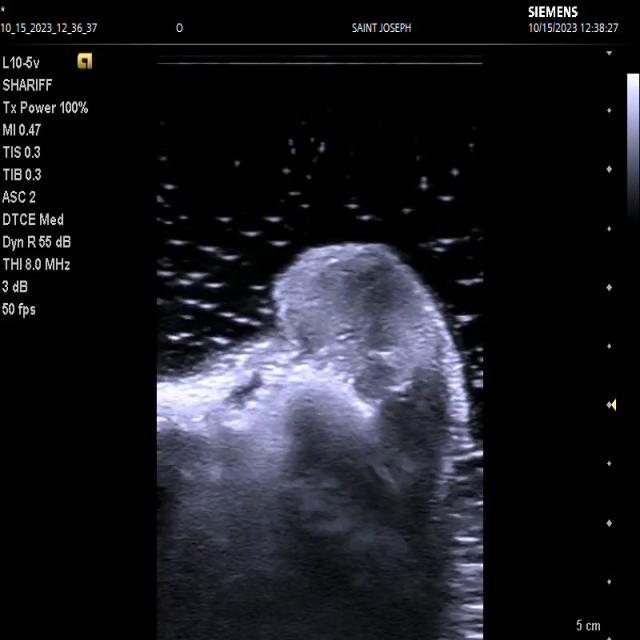 *
SIEMENS
10_15_2023_12_36_37 O SAINT JOSEPH 10/15/2023 12:38:27
L10-5v
SHARIFF
Tx Power 100%
MI 0.47
TIS 0.3
TIB 0.3
ASC 2
DTCE Med
Dyn R 55 dB
THI 8.0 MHz
3 dB
50 fps
5 cm